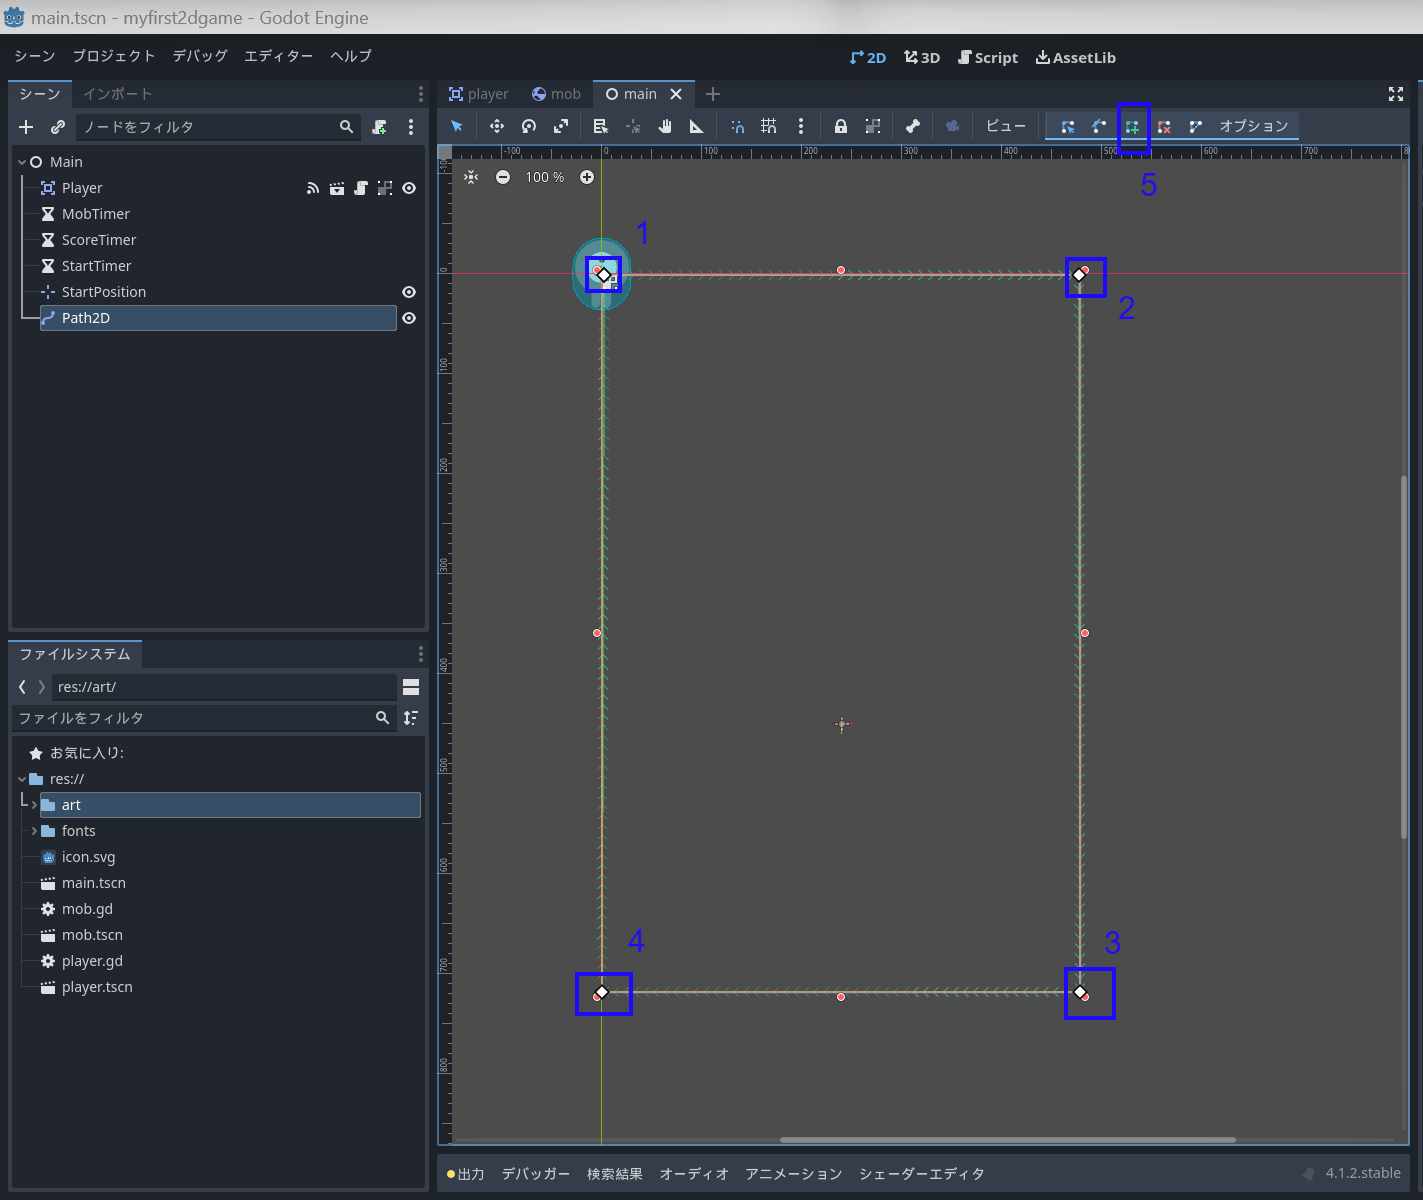 main.tscn - myfirst2dgame - Godot Engine
シーン プロジェクト デバッグ エディター ヘルプ
2D 3D Script AssetLib
シーン インポート
ノードをフィルタ
Main
Player
MobTimer
ScoreTimer
StartTimer
StartPosition
Path2D
ファイルシステム
res://art/
ファイルをフィルタ
お気に入り:
res://
art
fonts
icon.svg
main.tscn
mob.gd
mob.tscn
player.gd
player.tscn
player mob main
ビュー オプション
-100 0 100 200 300 400 500 600 700
100 %
0
100
200
300
400
500
600
700
800
1
2
3
4
5
出力 デバッガー 検索結果 オーディオ アニメーション シェーダーエディタ
4.1.2.stable